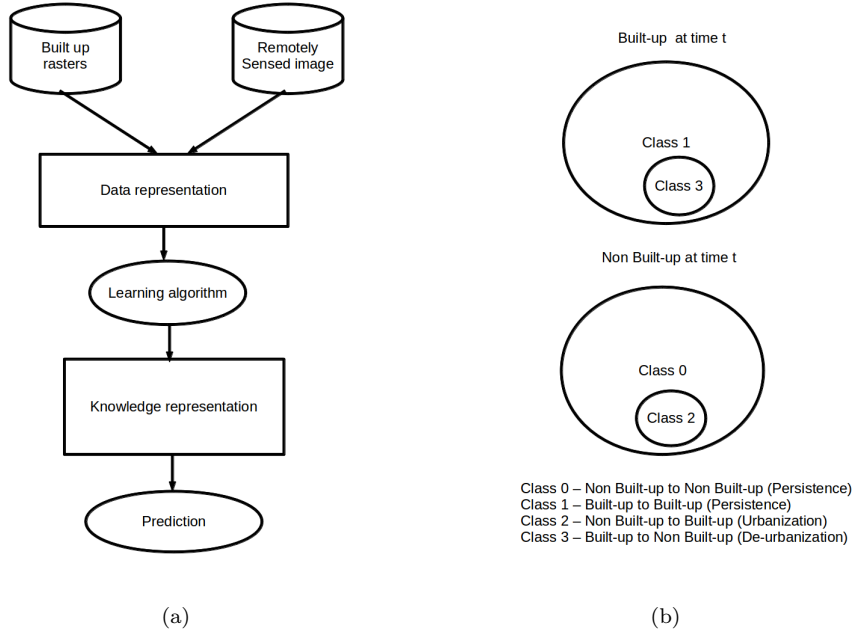 Built up
rasters
Remotely
Sensed image
Data representation
Learning algorithm
Knowledge representation
Prediction
(a)
Built-up at time t
Class 1
Class 3
Non Built-up at time t
Class 0
Class 2
Class 0 – Non Built-up to Non Built-up (Persistence)
Class 1 – Built-up to Built-up (Persistence)
Class 2 – Non Built-up to Built-up (Urbanization)
Class 3 – Built-up to Non Built-up (De-urbanization)
(b)